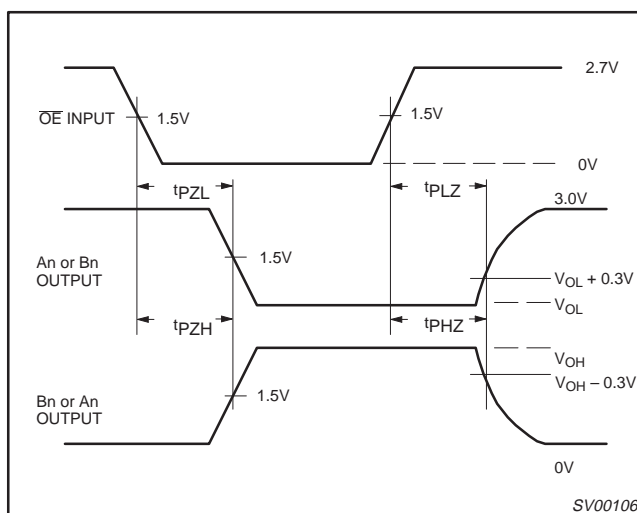 2.7V
OE INPUT
1.5V
1.5V
0V
tPZL
tPLZ
3.0V
An or Bn
OUTPUT
1.5V
VOL + 0.3V
VOL
tPZH
tPHZ
VOH
VOH – 0.3V
Bn or An
OUTPUT
1.5V
0V
SV00106